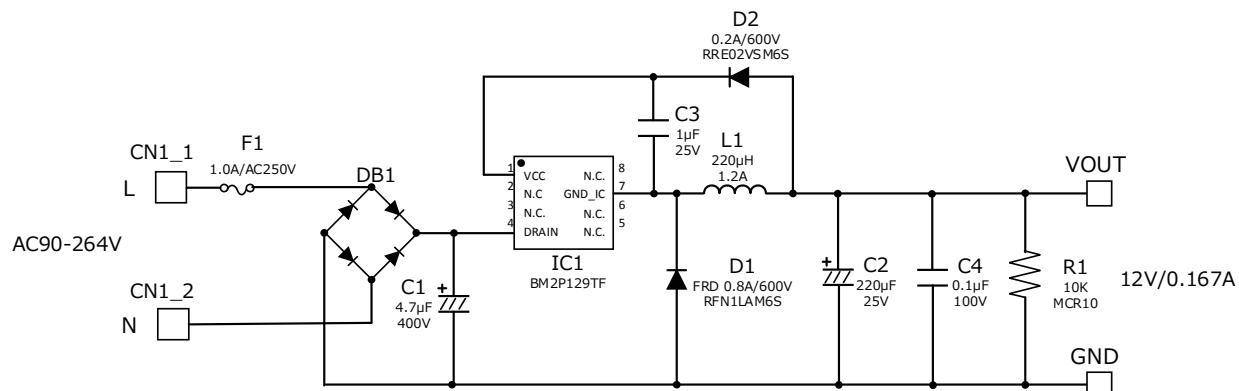 D2
0.2A/600V
RRE02VSM6S
C3
1µF
25V
L1
220µH
1.2A
F1
1.0A/AC250V
CN1_1
L
DB1
1
2
3
4
VCC
N.C
N.C.
DRAIN
N.C.
GND_IC
N.C.
N.C.
8
7
6
5
IC1
BM2P129TF
VOUT
AC90-264V
CN1_2
N
C1
4.7µF
400V
D1
FRD 0.8A/600V
RFN1LAM6S
C2
220µF
25V
C4
0.1µF
100V
R1
10K
MCR10
12V/0.167A
GND
+
+